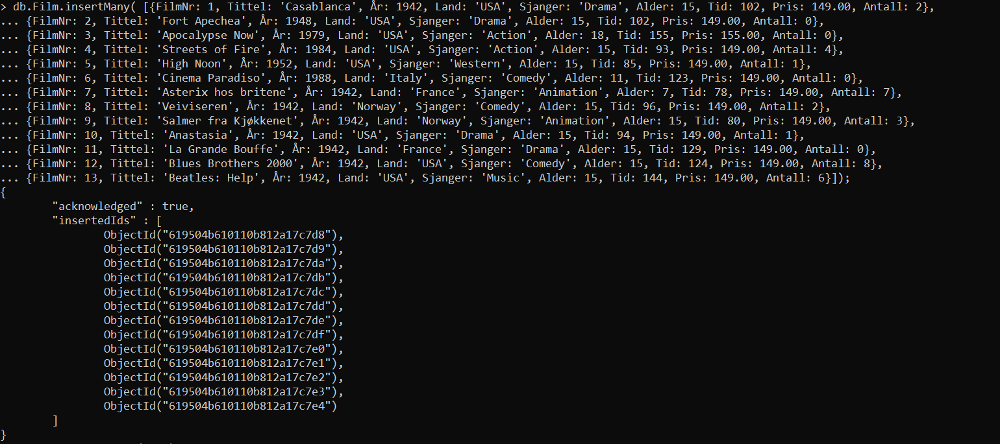 > db.Film.insertMany( [{FilmNr: 1, Tittel: 'Casablanca', År: 1942, Land: 'USA', Sjanger: 'Drama', Alder: 15, Tid: 102, Pris: 149.00, Antall: 2},
... {FilmNr: 2, Tittel: 'Fort Apechea', År: 1948, Land: 'USA', Sjanger: 'Drama', Alder: 15, Tid: 102, Pris: 149.00, Antall: 0},
... {FilmNr: 3, Tittel: 'Apocalypse Now', År: 1979, Land: 'USA', Sjanger: 'Action', Alder: 18, Tid: 155, Pris: 155.00, Antall: 0},
... {FilmNr: 4, Tittel: 'Streets of Fire', År: 1984, Land: 'USA', Sjanger: 'Action', Alder: 15, Tid: 93, Pris: 149.00, Antall: 4},
... {FilmNr: 5, Tittel: 'High Noon', År: 1952, Land: 'USA', Sjanger: 'Western', Alder: 15, Tid: 85, Pris: 149.00, Antall: 1},
... {FilmNr: 6, Tittel: 'Cinema Paradiso', År: 1988, Land: 'Italy', Sjanger: 'Comedy', Alder: 11, Tid: 123, Pris: 149.00, Antall: 0},
... {FilmNr: 7, Tittel: 'Asterix hos britene', År: 1942, Land: 'France', Sjanger: 'Animation', Alder: 7, Tid: 78, Pris: 149.00, Antall: 7},
... {FilmNr: 8, Tittel: 'Veiviseren', År: 1942, Land: 'Norway', Sjanger: 'Comedy', Alder: 15, Tid: 96, Pris: 149.00, Antall: 2},
... {FilmNr: 9, Tittel: 'Salmer fra Kjøkkenet', År: 1942, Land: 'Norway', Sjanger: 'Animation', Alder: 15, Tid: 80, Pris: 149.00, Antall: 3},
... {FilmNr: 10, Tittel: 'Anastasia', År: 1942, Land: 'USA', Sjanger: 'Drama', Alder: 15, Tid: 94, Pris: 149.00, Antall: 1},
... {FilmNr: 11, Tittel: 'La Grande Bouffe', År: 1942, Land: 'France', Sjanger: 'Drama', Alder: 15, Tid: 129, Pris: 149.00, Antall: 0},
... {FilmNr: 12, Tittel: 'Blues Brothers 2000', År: 1942, Land: 'USA', Sjanger: 'Comedy', Alder: 15, Tid: 124, Pris: 149.00, Antall: 8},
... {FilmNr: 13, Tittel: 'Beatles: Help', År: 1942, Land: 'USA', Sjanger: 'Music', Alder: 15, Tid: 144, Pris: 149.00, Antall: 6}]);
{
"acknowledged" : true,
"insertedIds" : [
ObjectId("619504b610110b812a17c7d8"),
ObjectId("619504b610110b812a17c7d9"),
ObjectId("619504b610110b812a17c7da"),
ObjectId("619504b610110b812a17c7db"),
ObjectId("619504b610110b812a17c7dc"),
ObjectId("619504b610110b812a17c7dd"),
ObjectId("619504b610110b812a17c7de"),
ObjectId("619504b610110b812a17c7df"),
ObjectId("619504b610110b812a17c7e0"),
ObjectId("619504b610110b812a17c7e1"),
ObjectId("619504b610110b812a17c7e2"),
ObjectId("619504b610110b812a17c7e3"),
ObjectId("619504b610110b812a17c7e4")
]
}